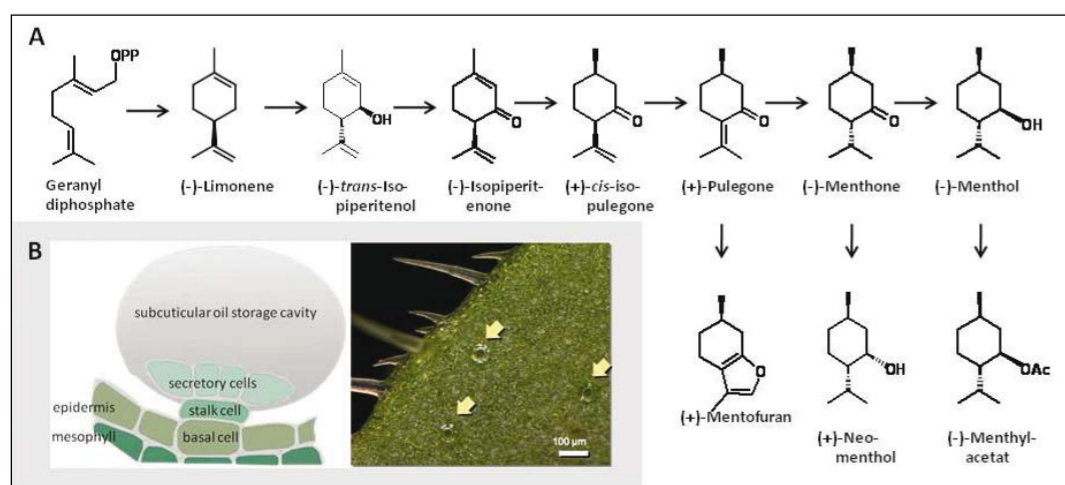 A
OPP
OH
O
O
O
O
OH
Geranyl
diphosphate
(-)-Limonene
(-)-trans-Iso-
piperitenol
(-)-Isopiperit-
enone
(+)-cis-iso-
pulegone
(+)-Pulegone
(-)-Menthone
(-)-Menthol
B
subcuticular oil storage cavity
secretory cells
stalk cell
epidermis
basal cell
mesophyll
100 µm
O
(+)-Mentofuran
OH
(+)-Neo-
menthol
OAc
(-)-Menthyl-
acetat